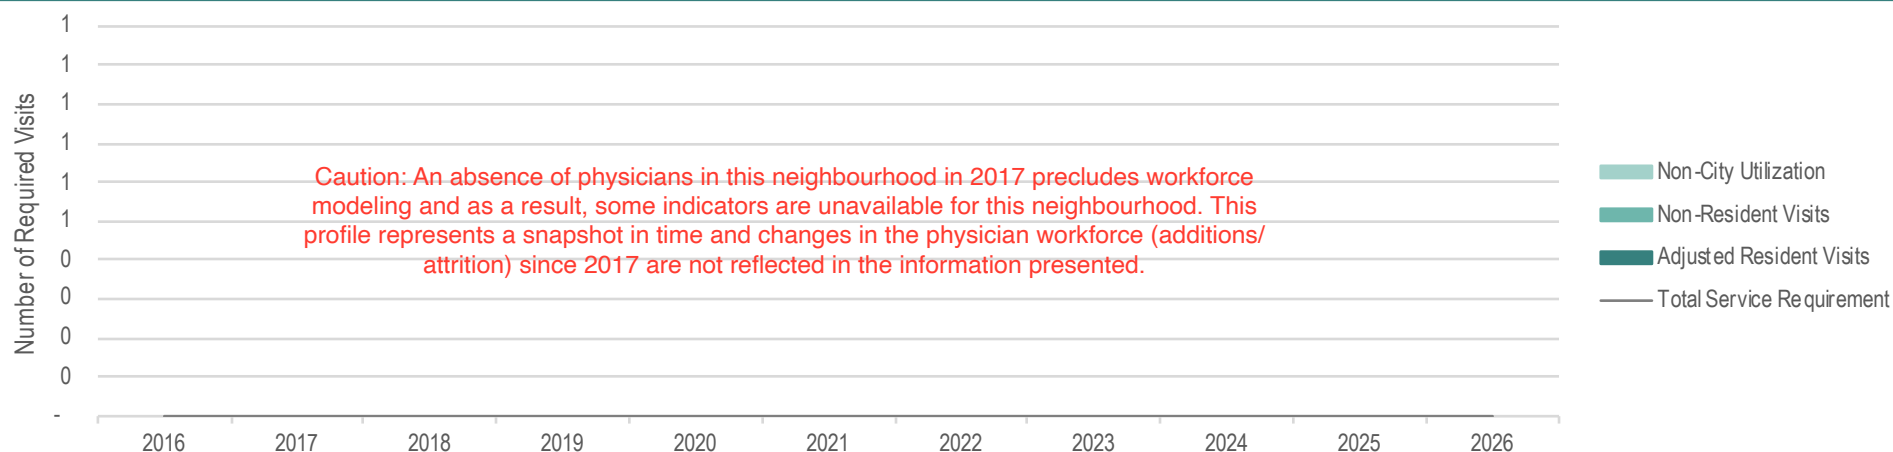 Number of Required Visits
1
1
1
1
1
1
0
0
0
0
-
Caution: An absence of physicians in this neighbourhood in 2017 precludes workforce
modeling and as a result, some indicators are unavailable for this neighbourhood. This
profile represents a snapshot in time and changes in the physician workforce (additions/
attrition) since 2017 are not reflected in the information presented.
2016 2017 2018 2019 2020 2021 2022 2023 2024 2025 2026
Non-City Utilization
Non-Resident Visits
Adjusted Resident Visits
Total Service Requirement